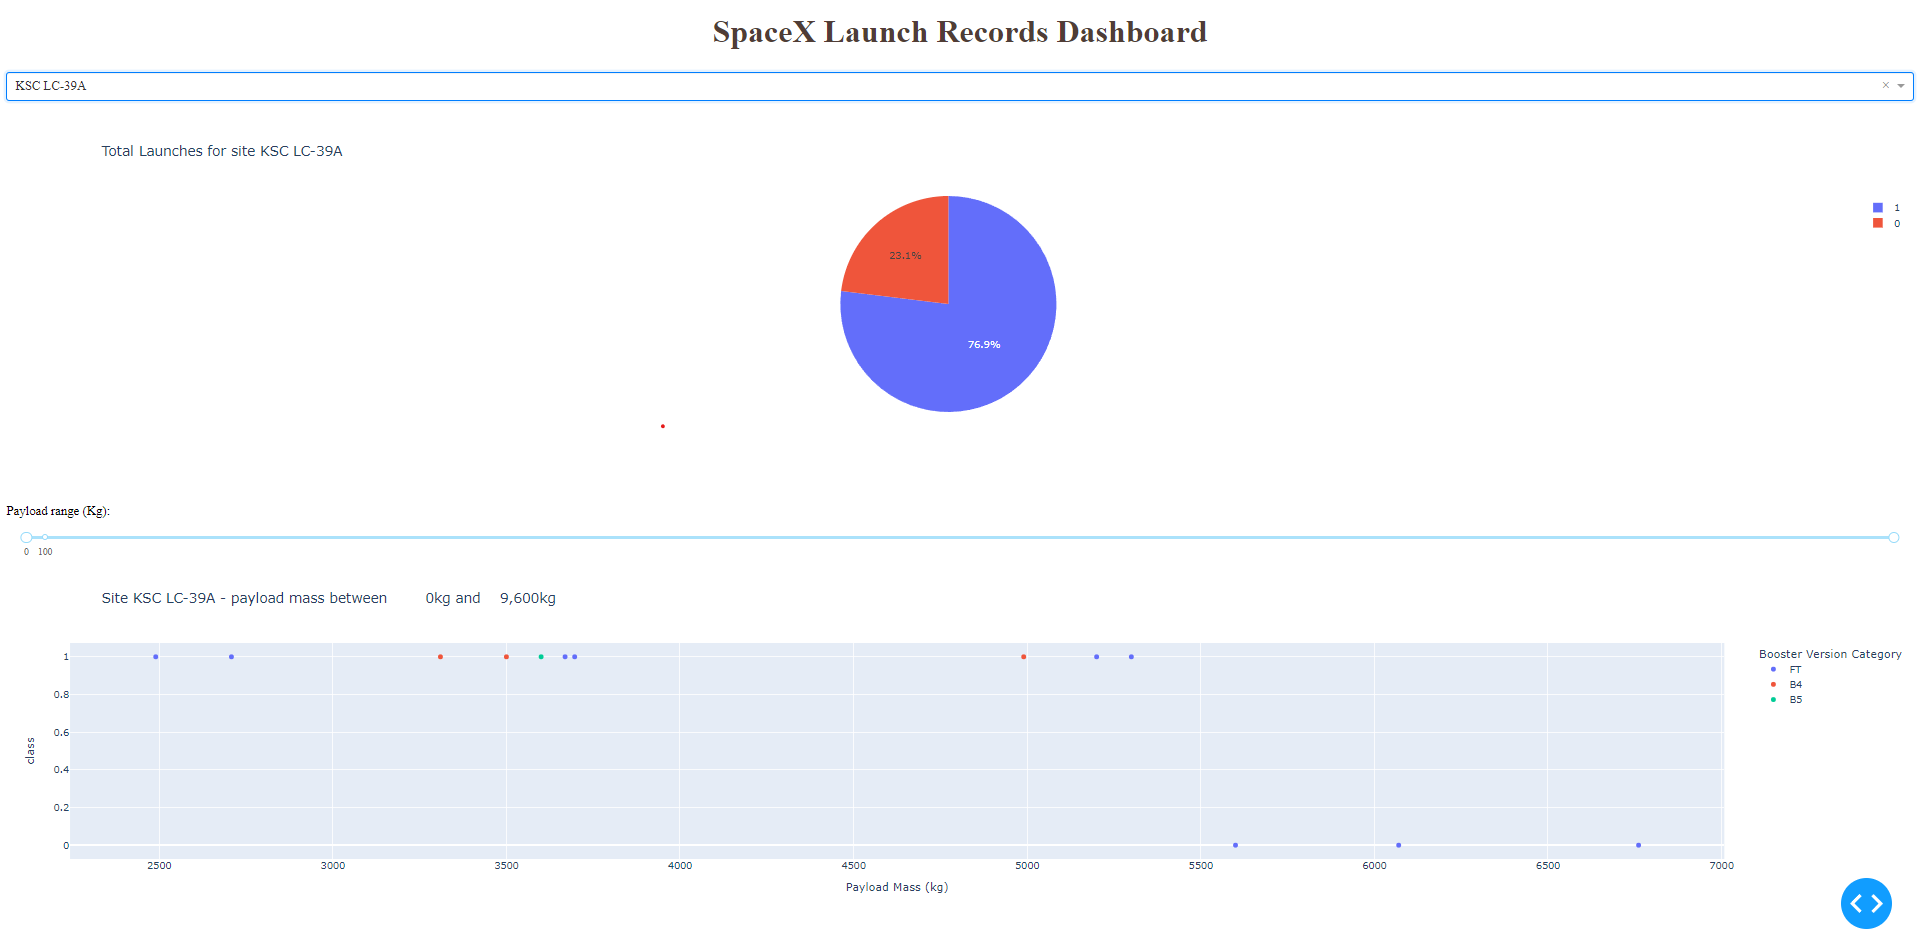 SpaceX Launch Records Dashboard
KSC LC-39A
×
Total Launches for site KSC LC-39A
1
0
23.1%
76.9%
Payload range (Kg):
0 100
Site KSC LC-39A - payload mass between 0kg and 9,600kg
Booster Version Category
FT
B4
B5
class
1
0.8
0.6
0.4
0.2
0
2500 3000 3500 4000 4500 5000 5500 6000 6500 7000
Payload Mass (kg)